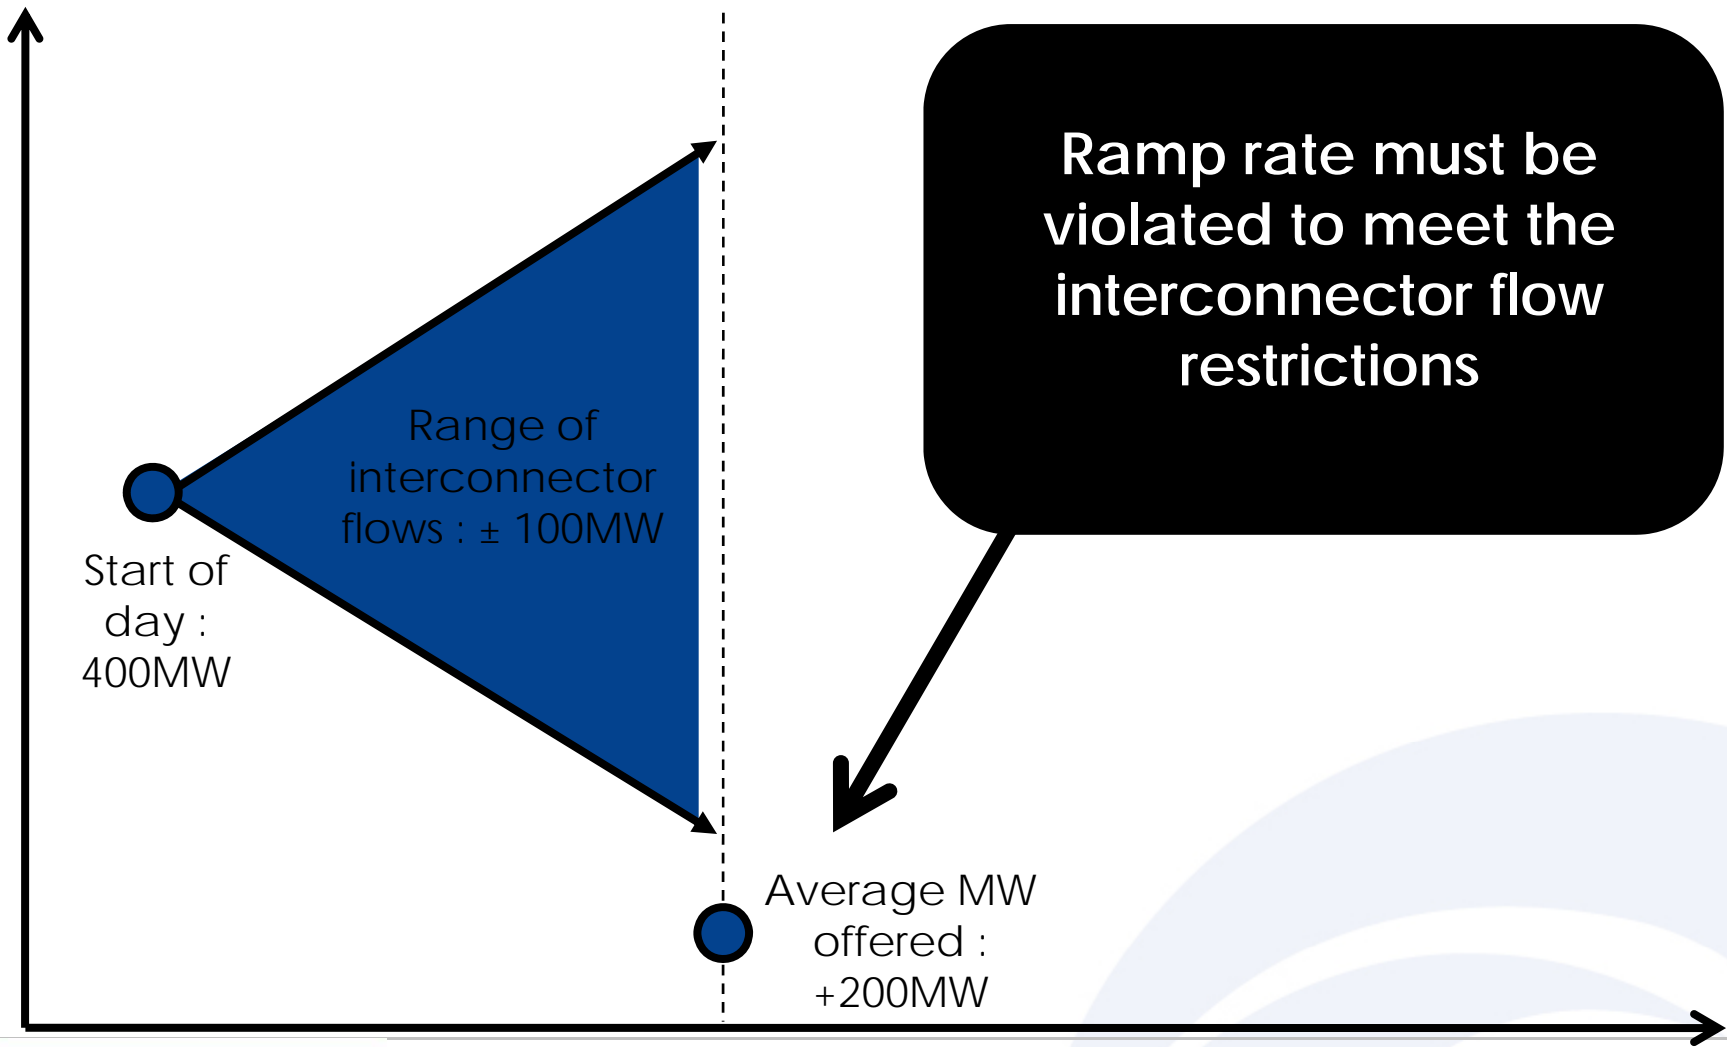 Ramp rate must be
violated to meet the
interconnector flow
restrictions
Range of
interconnector
flows : ± 100MW
Start of
day :
400MW
Average MW
offered :
+200MW